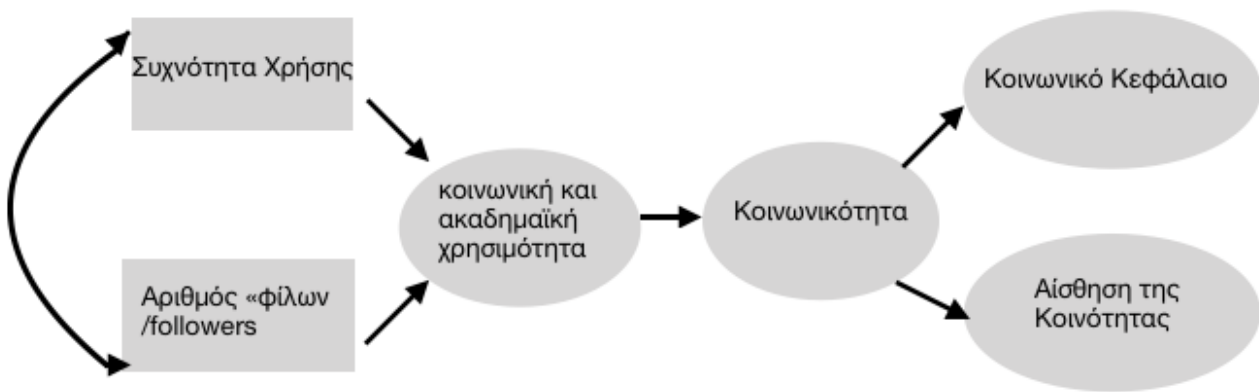 Συχνότητα Χρήσης
Αριθμός «φίλων
/followers
κοινωνική και
ακαδημαϊκή
χρησιμότητα
Κοινωνικότητα
Κοινωνικό Κεφάλαιο
Αίσθηση της
Κοινότητας